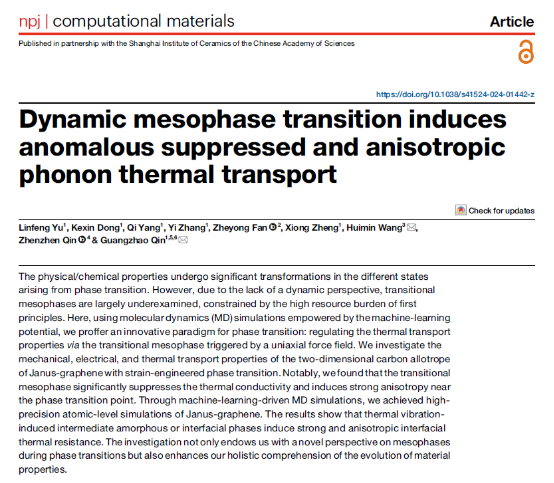 npj | computational materials
Article
Published in partnership with the Shanghai Institute of Ceramics of the Chinese Academy of Sciences
https://doi.org/10.1038/s41524-024-01442-z
Dynamic mesophase transition induces
anomalous suppressed and anisotropic
phonon thermal transport
Check for updates
Linfeng Yu1, Kexin Dong1, Qi Yang1, Yi Zhang1, Zheyong Fan2, Xiong Zheng1, Huimin Wang3,
Zhenzhen Qin4 & Guangzhao Qin1,5,6
The physical/chemical properties undergo significant transformations in the different states
arising from phase transition. However, due to the lack of a dynamic perspective, transitional
mesophases are largely underexamined, constrained by the high resource burden of first
principles. Here, using molecular dynamics (MD) simulations empowered by the machine-learning
potential, we proffer an innovative paradigm for phase transition: regulating the thermal transport
properties via the transitional mesophase triggered by a uniaxial force field. We investigate the
mechanical, electrical, and thermal transport properties of the two-dimensional carbon allotrope
of Janus-graphene with strain-engineered phase transition. Notably, we found that the transitional
mesophase significantly suppresses the thermal conductivity and induces strong anisotropy near
the phase transition point. Through machine-learning-driven MD simulations, we achieved high-
precision atomic-level simulations of Janus-graphene. The results show that thermal vibration-
induced intermediate amorphous or interfacial phases induce strong and anisotropic interfacial
thermal resistance. The investigation not only endows us with a novel perspective on mesophases
during phase transitions but also enhances our holistic comprehension of the evolution of material
properties.